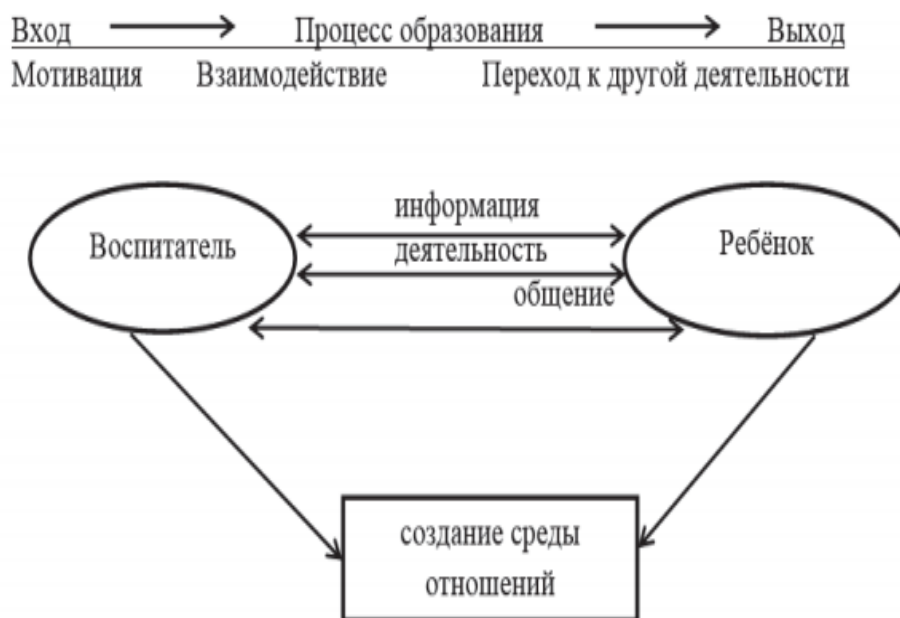 Вход Процесс образования Выход
Мотивация Взаимодействие Переход к другой деятельности
информация
Воспитатель деятельность Ребёнок
общение
создание среды
отношений